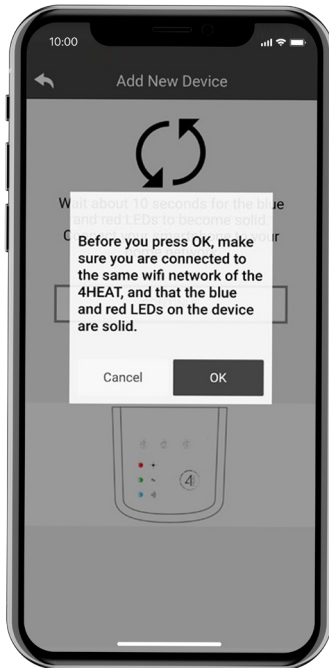 10:00
Add New Device
Wait about 10 seconds for the blue
and red LEDs to become solid.
Before you press OK, make
sure you are connected to
the same wifi network of the
4HEAT, and that the blue
and red LEDs on the device
are solid.
Cancel
OK
4